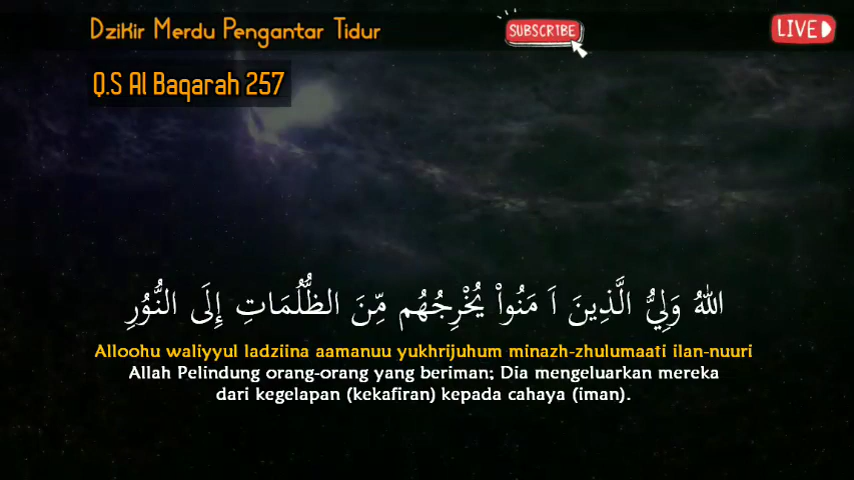 Dzikir Merdu Pengantar Tidur
SUBSCRIBE
LIVE
Q.S Al Baqarah 257
اللهُ وَلِيُّ الَّذِينَ اَ مَنُواْ يُخْرِجُهُم مِّنَ الظُّلُمَاتِ إِلَى النُّوُرِ
Alloohu waliyyul ladziina aamanuu yukhrijuhum minazh-zhulumaati ilan-nuuri
Allah Pelindung orang-orang yang beriman; Dia mengeluarkan mereka
dari kegelapan (kekafiran) kepada cahaya (iman).